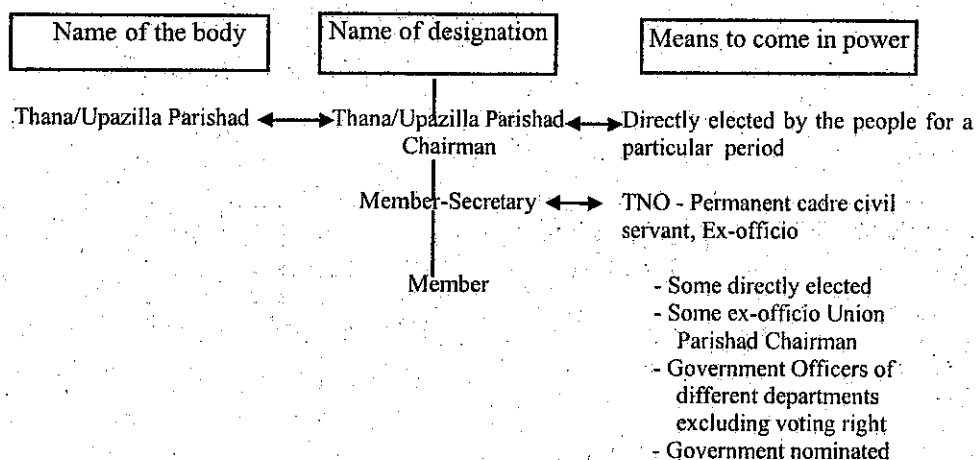 Name of the body
Name of designation
Means to come in power
Thana/Upazilla Parishad
Thana/Upazilla Parishad
Chairman
Directly elected by the people for a
particular period
Member-Secretary
TNO - Permanent cadre civil
servant, Ex-officio
Member
- Some directly elected
- Some ex-officio Union
Parishad Chairman
- Government Officers of
different departments
excluding voting right
- Government nominated